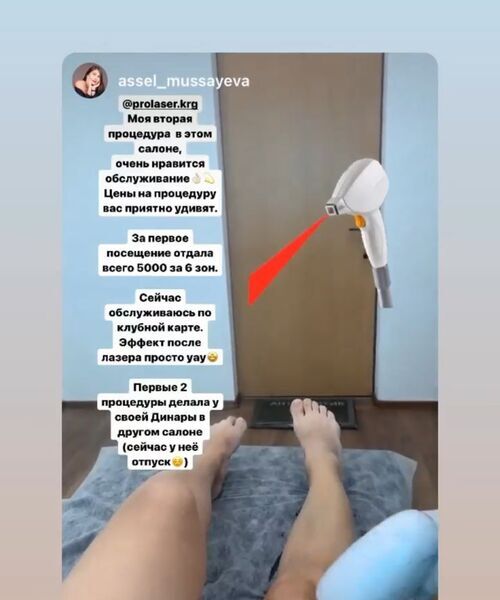 assel_mussayeva
@prolaser.krg
Моя вторая
процедура в этом
салоне,
очень нравится
обслуживание👌🏻💫
Цены на процедуру
вас приятно удивят.
За первое
посещение отдала
всего 5000 за 6 зон.
Сейчас
обслуживаюсь по
клубной карте.
Эффект после
лазера просто уау🤩
Первые 2
процедуры делала у
своей Динары в
другом салоне
(сейчас у неё
отпуск☺️)